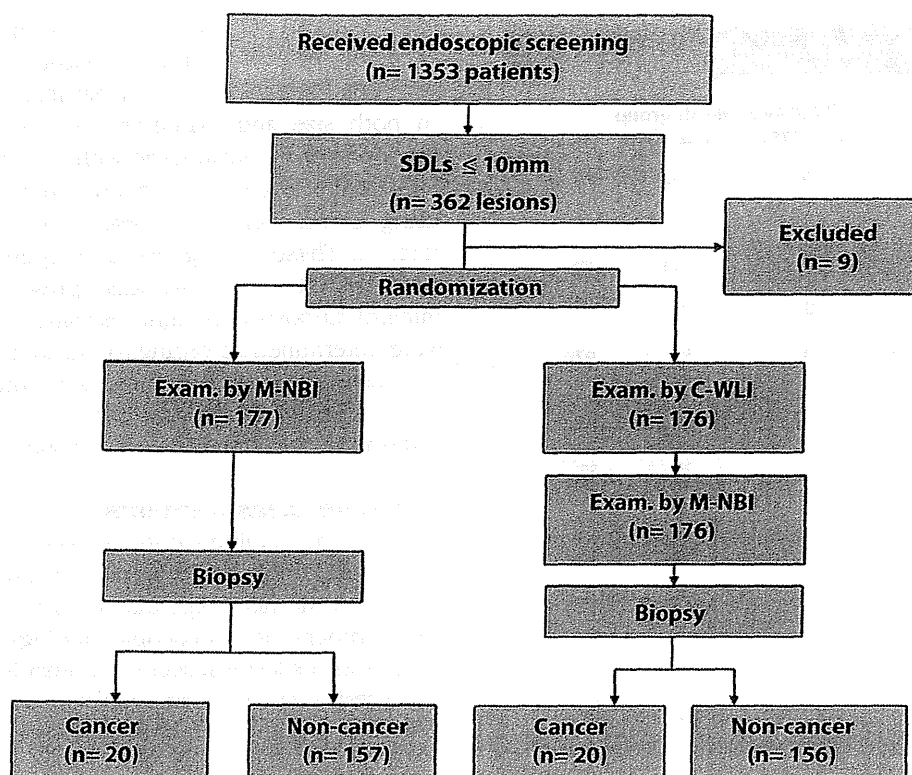 Received endoscopic screening
(n= 1353 patients)
SDLs ≤ 10mm
(n= 362 lesions)
Excluded
(n= 9)
Randomization
Exam. by M-NBI
(n= 177)
Exam. by C-WLI
(n= 176)
Exam. by M-NBI
(n= 176)
Biopsy
Biopsy
Cancer
(n= 20)
Non-cancer
(n= 157)
Cancer
(n= 20)
Non-cancer
(n= 156)